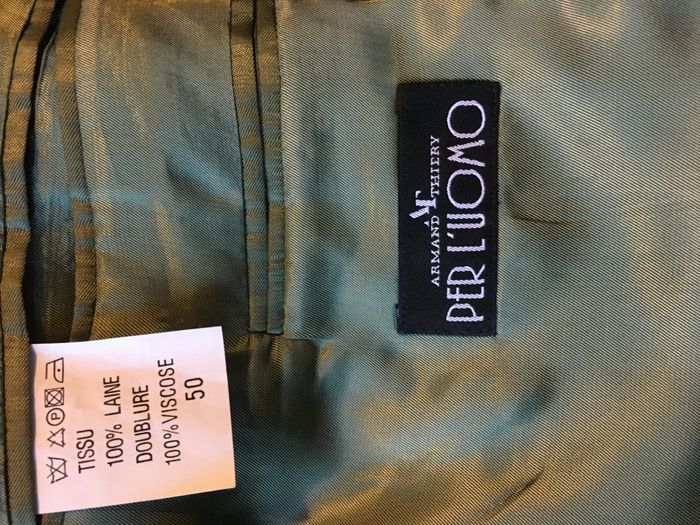 ARMAND THIERY
PER L'UOMO
P
TISSU
100% LAINE
DOUBLURE
100% VISCOSE
50